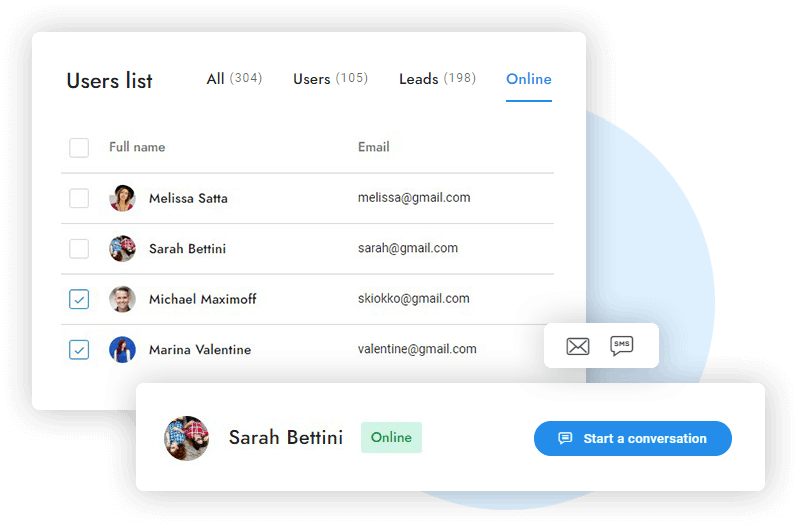 Users list All (304) Users (105) Leads (198) Online
Full name Email
Melissa Satta melissa@gmail.com
Sarah Bettini sarah@gmail.com
Michael Maximoff skiokko@gmail.com
Marina Valentine valentine@gmail.com
SMS
Sarah Bettini Online Start a conversation